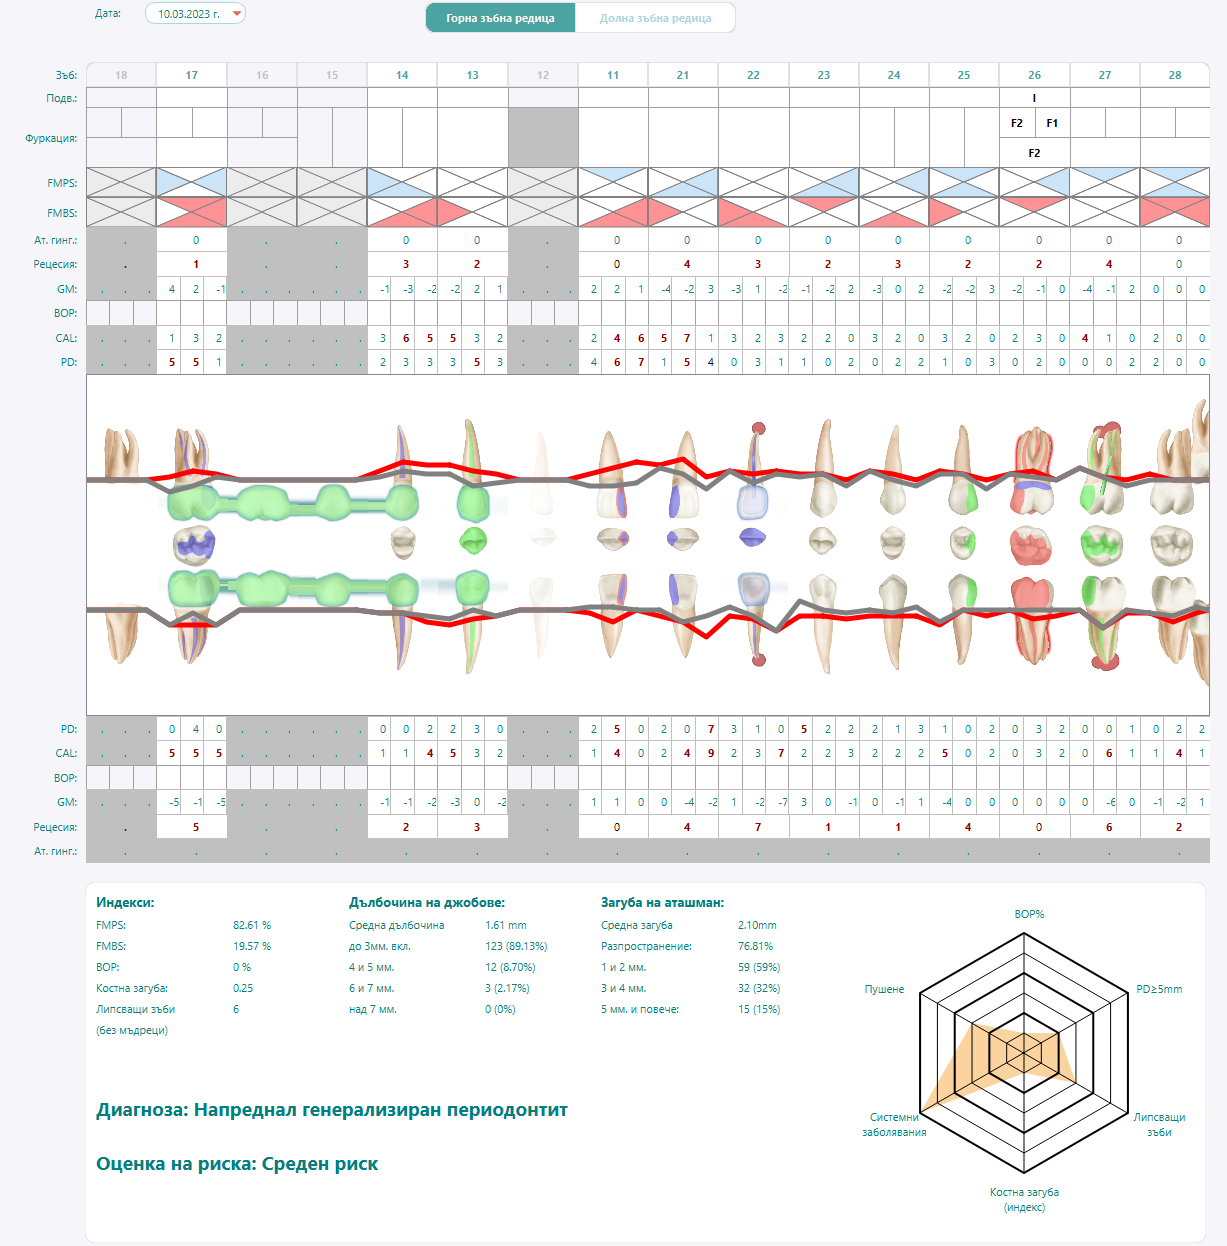 Дата: 10.03.2023 г. Горна зъбна редица Долна зъбна редица
Зъб: 18 17 16 15 14 13 12 11 21 22 23 24 25 26 27 28
Подв.: I
Фуркация: F2 F1
F2
FMPS:
FMBS:
Ат. гинг.: . 0 . . 0 0 . 0 0 0 0 0 0 0 0 0
Рецесия: . 1 . . 3 2 . 0 4 3 2 3 2 2 4 0
GM: . . . 4 2 -1 . . . . . . -1 -3 -2 -2 2 1 . . . 2 2 1 -4 -2 3 -3 1 -2 -1 -2 2 -3 0 2 -2 -2 3 -2 -1 0 -4 -1 2 0 0 0
BOP:
CAL: . . . 1 3 2 . . . . . . 3 6 5 5 3 2 . . . 2 4 6 5 7 1 3 2 3 2 2 0 3 2 0 3 2 0 2 3 0 4 1 0 2 0 0
PD: . . . 5 5 1 . . . . . . 2 3 3 3 5 3 . . . 4 6 7 1 5 4 0 3 1 1 0 2 0 2 2 1 0 3 0 2 0 0 0 2 2 0 0
PD: . . . 0 4 0 . . . . . . 0 0 2 2 3 0 . . . 2 5 0 2 0 7 3 1 0 5 2 2 2 1 3 1 0 2 0 3 2 0 0 1 0 2 2
CAL: . . . 5 5 5 . . . . . . 1 1 4 5 3 2 . . . 1 4 0 2 4 9 2 3 7 2 2 3 2 2 2 5 0 2 0 3 2 0 6 1 1 4 1
BOP:
GM: . . . -5 -1 -5 . . . . . . -1 -1 -2 -3 0 -2 . . . 1 1 0 0 -4 -2 1 -2 -7 3 0 -1 0 -1 1 -4 0 0 0 0 0 0 -6 0 -1 -2 1
Рецесия: . 5 . . 2 3 . 0 4 7 1 1 4 0 6 2
Ат. гинг.: . . . . . . . . . . . . . . . .
Индекси:
FMPS: 82.61 %
FMBS: 19.57 %
BOP: 0 %
Костна загуба: 0.25
Липсващи зъби 6
(без мъдреци)
Дълбочина на джобове:
Средна дълбочина 1.61 mm
до 3мм. вкл. 123 (89.13%)
4 и 5 мм. 12 (8.70%)
6 и 7 мм. 3 (2.17%)
над 7 мм. 0 (0%)
Загуба на аташман:
Средна загуба 2.10mm
Разпространение: 76.81%
1 и 2 мм. 59 (59%)
3 и 4 мм. 32 (32%)
5 мм. и повече: 15 (15%)
Диагноза: Напреднал генерализиран периодонтит
Оценка на риска: Среден риск
BOP%
Пушене
PD≥5mm
Системни
заболявания
Липсващи
зъби
Костна загуба
(индекс)